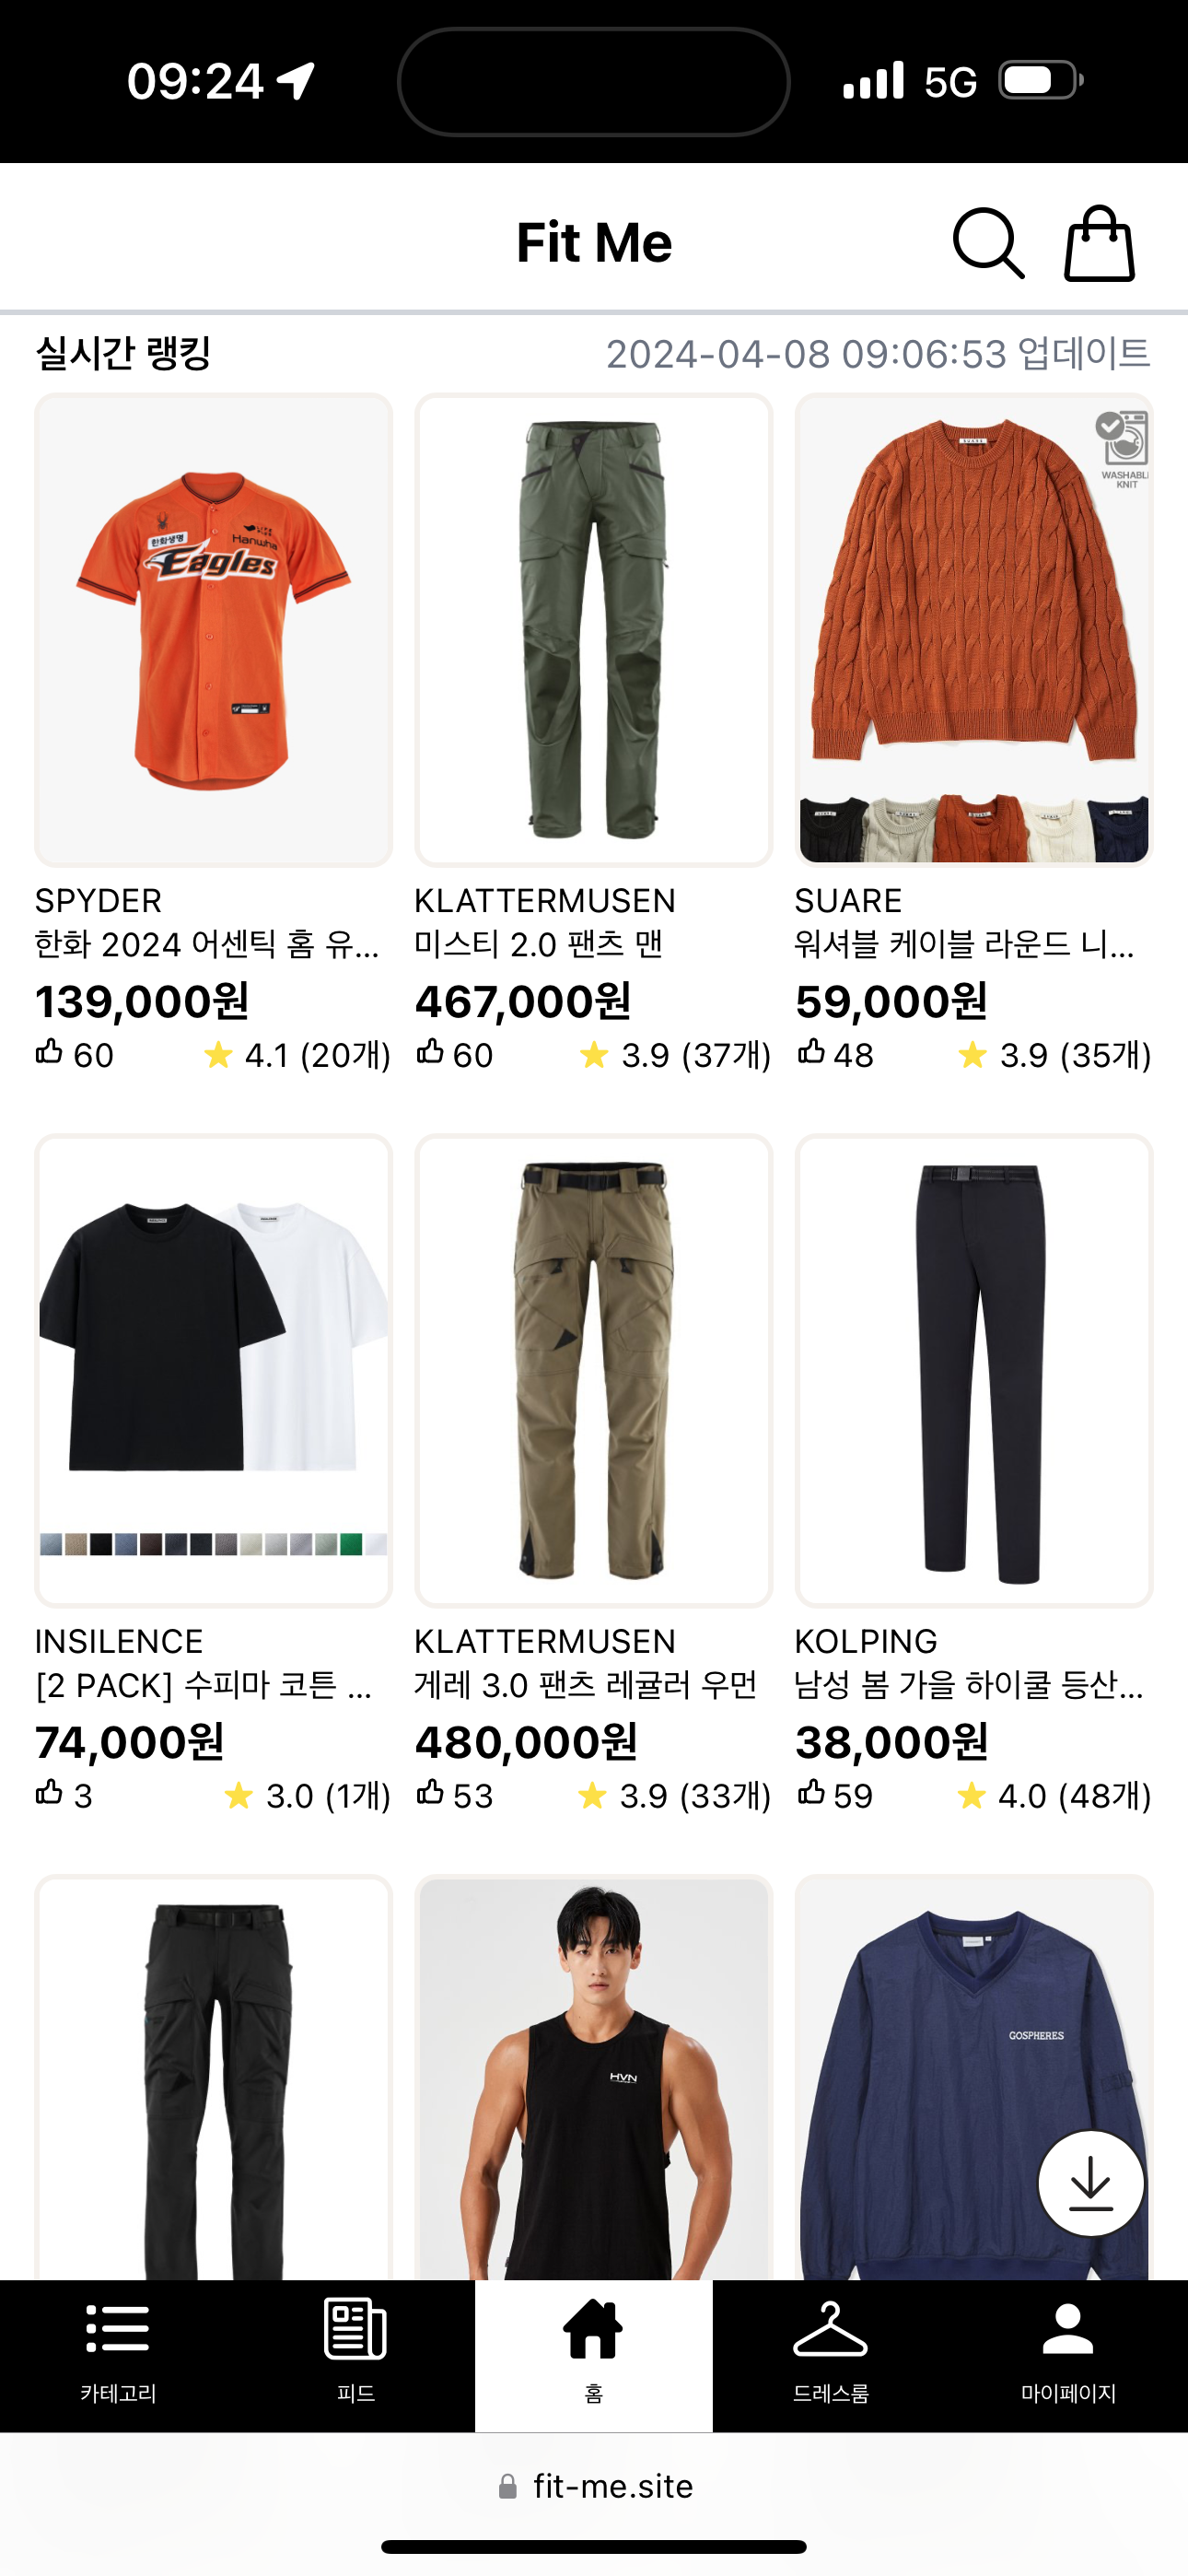 09:24
5G
Fit Me
실시간 랭킹
2024-04-08 09:06:53 업데이트
한화생명
Hanwha
Eagles
SUARE
WASHABLE
KNIT
SPYDER
한화 2024 어센틱 홈 유...
139,000원
60
4.1 (20개)
KLATTERMUSEN
미스티 2.0 팬츠 맨
467,000원
60
3.9 (37개)
SUARE
워셔블 케이블 라운드 니...
59,000원
48
3.9 (35개)
INSILENCE
[2 PACK] 수피마 코튼 ...
74,000원
3
3.0 (1개)
KLATTERMUSEN
게레 3.0 팬츠 레귤러 우먼
480,000원
53
3.9 (33개)
KOLPING
남성 봄 가을 하이쿨 등산...
38,000원
59
4.0 (48개)
HVN
GOSPHERES
카테고리
피드
홈
드레스룸
마이페이지
fit-me.site